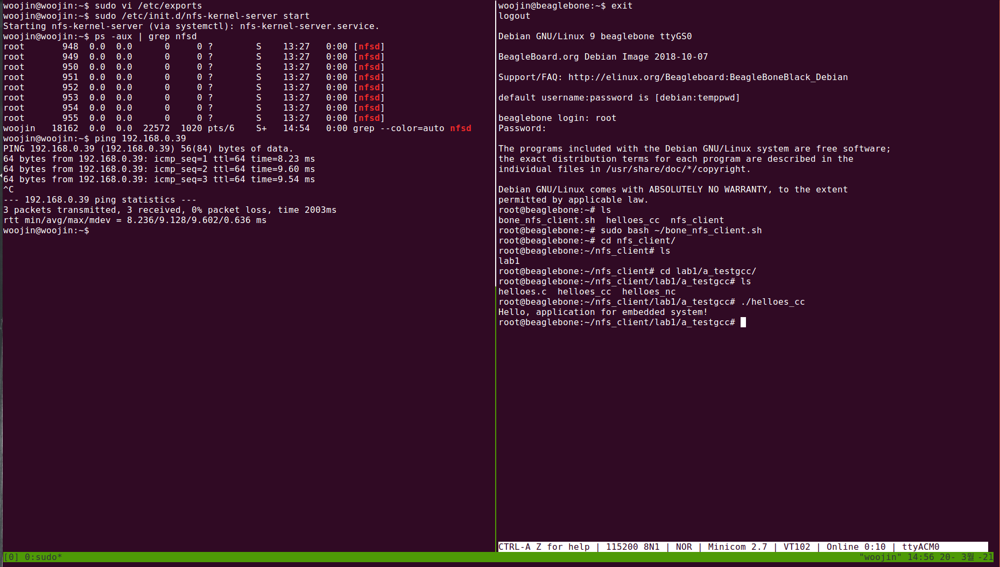 woojin@woojin:~$ sudo vi /etc/exports
woojin@woojin:~$ sudo /etc/init.d/nfs-kernel-server start
Starting nfs-kernel-server (via systemctl): nfs-kernel-server.service.
woojin@woojin:~$ ps -aux | grep nfsd
root       948  0.0  0.0      0     0 ?        S    13:27   0:00 [nfsd]
root       949  0.0  0.0      0     0 ?        S    13:27   0:00 [nfsd]
root       950  0.0  0.0      0     0 ?        S    13:27   0:00 [nfsd]
root       951  0.0  0.0      0     0 ?        S    13:27   0:00 [nfsd]
root       952  0.0  0.0      0     0 ?        S    13:27   0:00 [nfsd]
root       953  0.0  0.0      0     0 ?        S    13:27   0:00 [nfsd]
root       954  0.0  0.0      0     0 ?        S    13:27   0:00 [nfsd]
root       955  0.0  0.0      0     0 ?        S    13:27   0:00 [nfsd]
woojin   18162  0.0  0.0  22572  1020 pts/6    S+   14:54   0:00 grep --color=auto nfsd
woojin@woojin:~$ ping 192.168.0.39
PING 192.168.0.39 (192.168.0.39) 56(84) bytes of data.
64 bytes from 192.168.0.39: icmp_seq=1 ttl=64 time=8.23 ms
64 bytes from 192.168.0.39: icmp_seq=2 ttl=64 time=9.60 ms
64 bytes from 192.168.0.39: icmp_seq=3 ttl=64 time=9.54 ms
^C
--- 192.168.0.39 ping statistics ---
3 packets transmitted, 3 received, 0% packet loss, time 2003ms
rtt min/avg/max/mdev = 8.236/9.128/9.602/0.636 ms
woojin@woojin:~$
woojin@beaglebone:~$ exit
logout
Debian GNU/Linux 9 beaglebone ttyGS0
BeagleBoard.org Debian Image 2018-10-07
Support/FAQ: http://elinux.org/Beagleboard:BeagleBoneBlack_Debian
default username:password is [debian:temppwd]
beaglebone login: root
Password:
The programs included with the Debian GNU/Linux system are free software;
the exact distribution terms for each program are described in the
individual files in /usr/share/doc/*/copyright.
Debian GNU/Linux comes with ABSOLUTELY NO WARRANTY, to the extent
permitted by applicable law.
root@beaglebone:~# ls
bone_nfs_client.sh  helloes_cc  nfs_client
root@beaglebone:~# sudo bash ~/bone_nfs_client.sh
root@beaglebone:~# cd nfs_client/
root@beaglebone:~/nfs_client# ls
lab1
root@beaglebone:~/nfs_client# cd lab1/a_testgcc/
root@beaglebone:~/nfs_client/lab1/a_testgcc# ls
helloes.c  helloes_cc  helloes_nc
root@beaglebone:~/nfs_client/lab1/a_testgcc# ./helloes_cc
Hello, application for embedded system!
root@beaglebone:~/nfs_client/lab1/a_testgcc#
CTRL-A Z for help | 115200 8N1 | NOR | Minicom 2.7 | VT102 | Online 0:10 | ttyACM0
[0] 0:sudo* "woojin" 14:56 20- 3월 -21